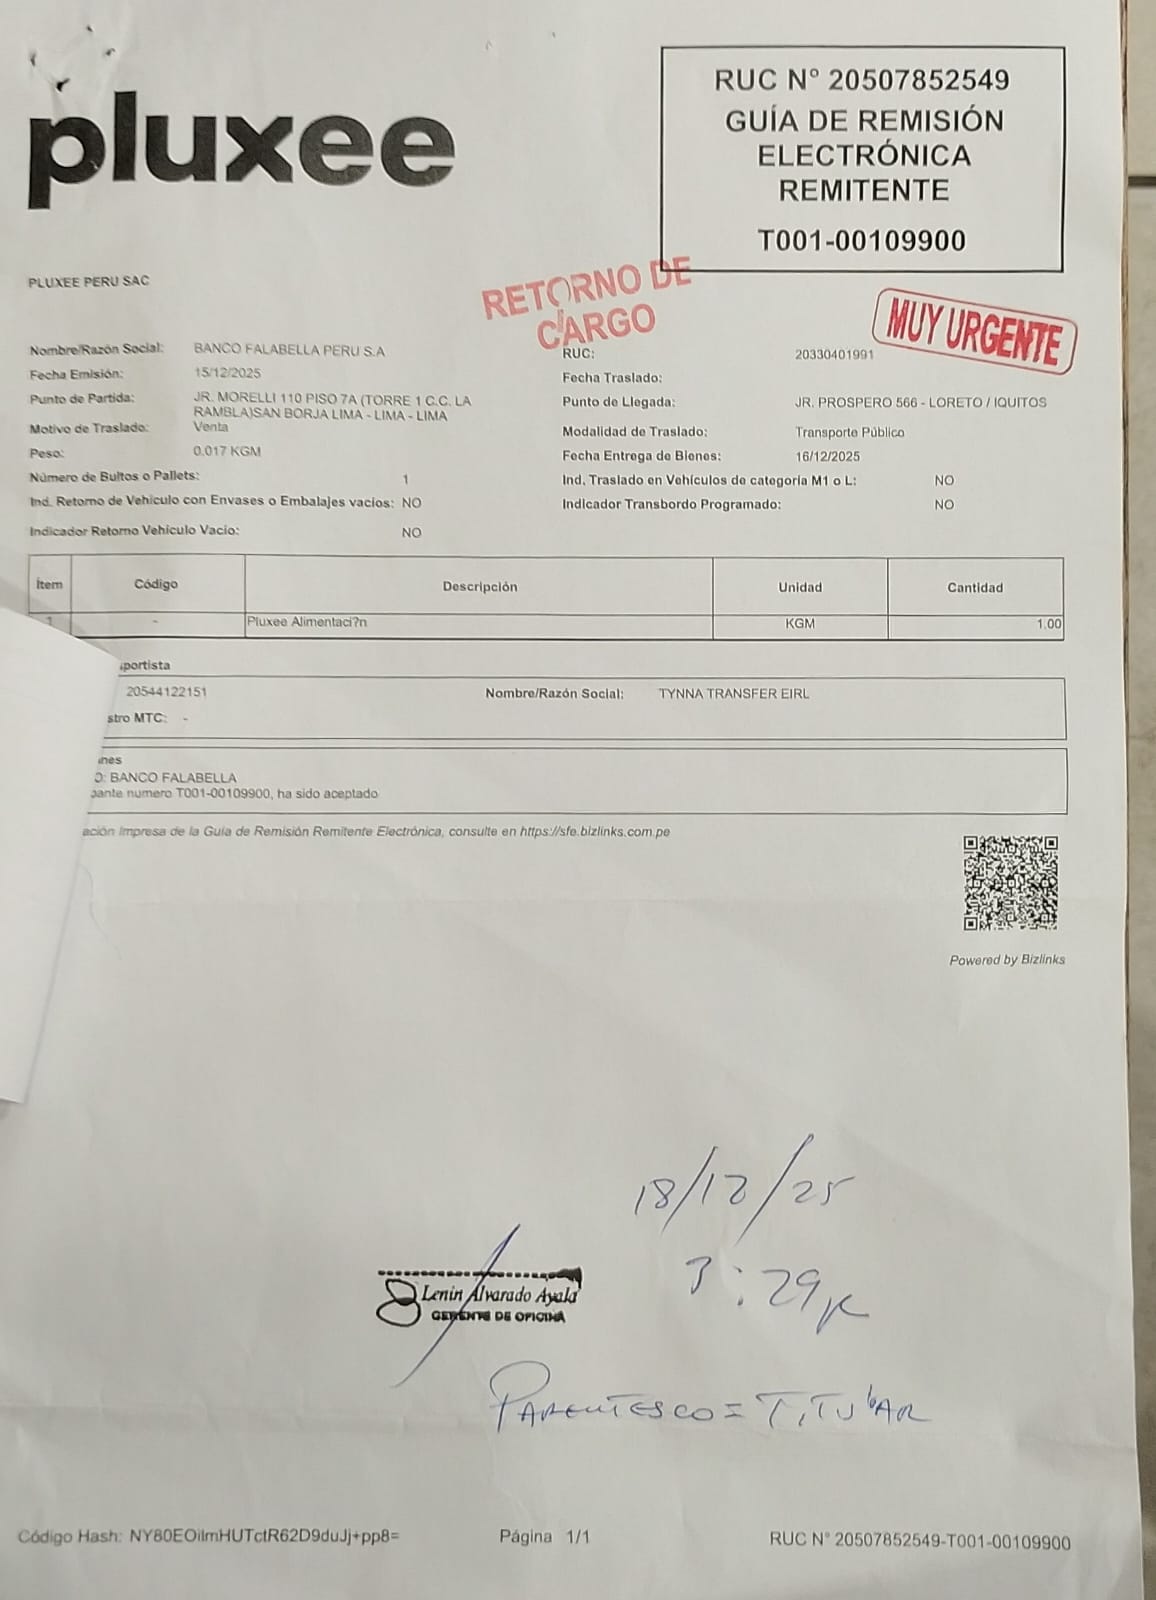 pluxee
RUC N° 20507852549
GUÍA DE REMISIÓN
ELECTRÓNICA
REMITENTE
T001-00109900
PLUXEE PERU SAC
RETORNO DE
CARGO
MUY URGENTE
Nombre/Razón Social: BANCO FALABELLA PERU S.A
RUC: 20330401991
Fecha Emisión: 15/12/2025
Fecha Traslado:
Punto de Partida: JR. MORELLI 110 PISO 7A (TORRE 1 C.C. LA
RAMBLA)SAN BORJA LIMA - LIMA - LIMA
Punto de Llegada: JR. PROSPERO 566 - LORETO / IQUITOS
Motivo de Traslado: Venta
Modalidad de Traslado: Transporte Público
Peso: 0.017 KGM
Fecha Entrega de Bienes: 16/12/2025
Número de Bultos o Pallets: 1
Ind. Traslado en Vehículos de categoría M1 o L: NO
Ind. Retorno de Vehículo con Envases o Embalajes vacios: NO
Indicador Transbordo Programado: NO
Indicador Retorno Vehículo Vacio: NO
Ítem Código Descripción Unidad Cantidad
1 - Pluxee Alimentaci?n KGM 1.00
portista
20544122151 Nombre/Razón Social: TYNNA TRANSFER EIRL
stro MTC: -
nes
O: BANCO FALABELLA
bante numero T001-00109900, ha sido aceptado
ación Impresa de la Guía de Remisión Remitente Electrónica, consulte en https://sfe.bizlinks.com.pe
Powered by Bizlinks
18/12/25
3:29
Lenin Alvarado Ayala
GERENTE DE OFICINA
PARENTESCO = TITULAR
Código Hash: NY80EOilmHUTctR62D9duJj+pp8=
Página 1/1
RUC N° 20507852549-T001-00109900